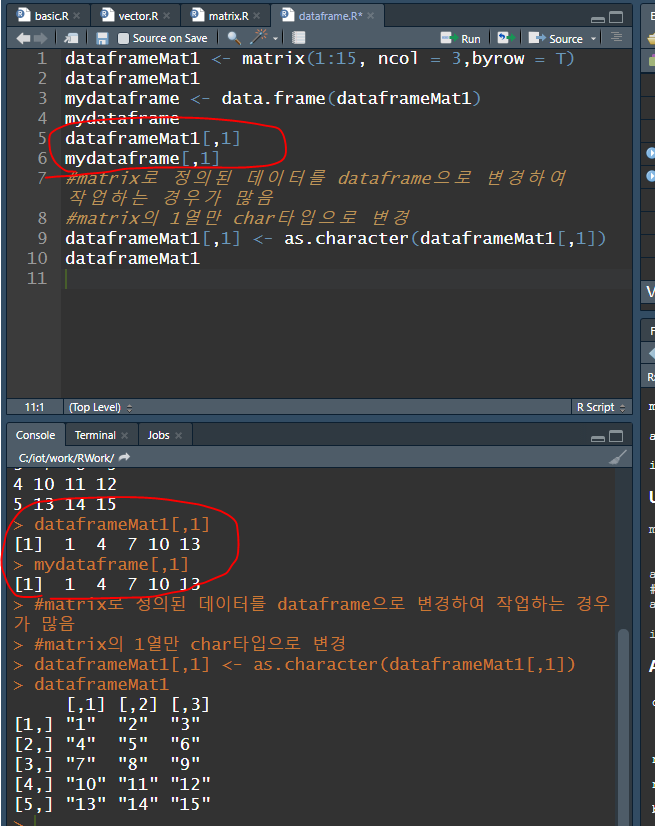 basic.R
vector.R
matrix.R
dataframe.R*
Source on Save
Run
Source
1 dataframeMat1 <- matrix(1:15, ncol = 3,byrow = T)
2 dataframeMat1
3 mydataframe <- data.frame(dataframeMat1)
4 mydataframe
5 dataframeMat1[,1]
6 mydataframe[,1]
7 #matrix로 정의된 데이터를 dataframe으로 변경하여
작업하는 경우가 많음
8 #matrix의 1열만 char타입으로 변경
9 dataframeMat1[,1] <- as.character(dataframeMat1[,1])
10 dataframeMat1
11
11:1 (Top Level) R Script
Console Terminal Jobs
C:/iot/work/RWork/
4 10 11 12
5 13 14 15
> dataframeMat1[,1]
[1]  1  4  7 10 13
> mydataframe[,1]
[1]  1  4  7 10 13
> #matrix로 정의된 데이터를 dataframe으로 변경하여 작업하는 경우
가 많음
> #matrix의 1열만 char타입으로 변경
> dataframeMat1[,1] <- as.character(dataframeMat1[,1])
> dataframeMat1
     [,1] [,2] [,3]
[1,] "1"  "2"  "3"
[2,] "4"  "5"  "6"
[3,] "7"  "8"  "9"
[4,] "10" "11" "12"
[5,] "13" "14" "15"
>